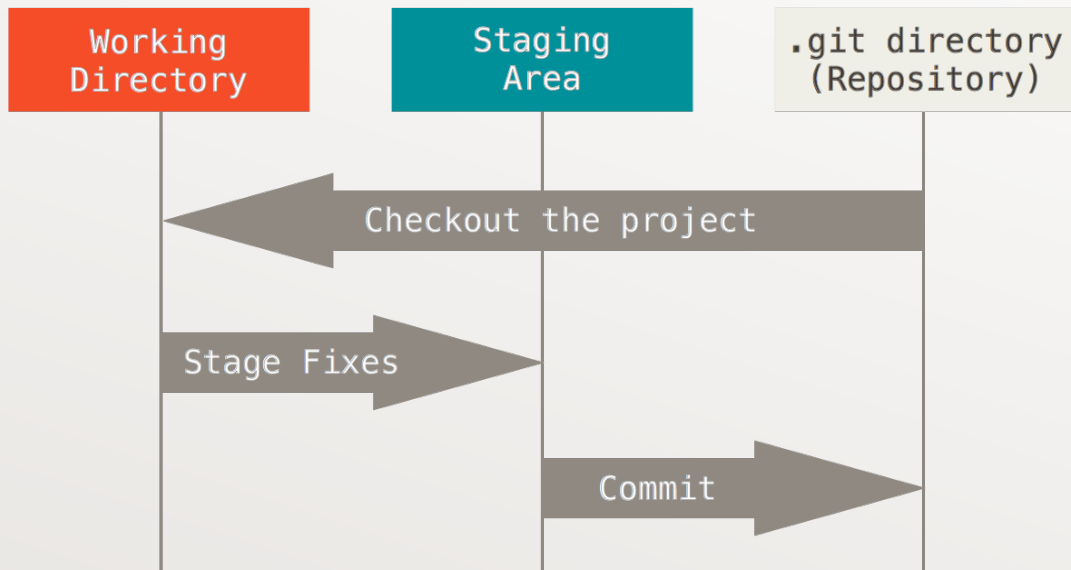 Working
Directory
Staging
Area
.git directory
(Repository)
Checkout the project
Stage Fixes
Commit